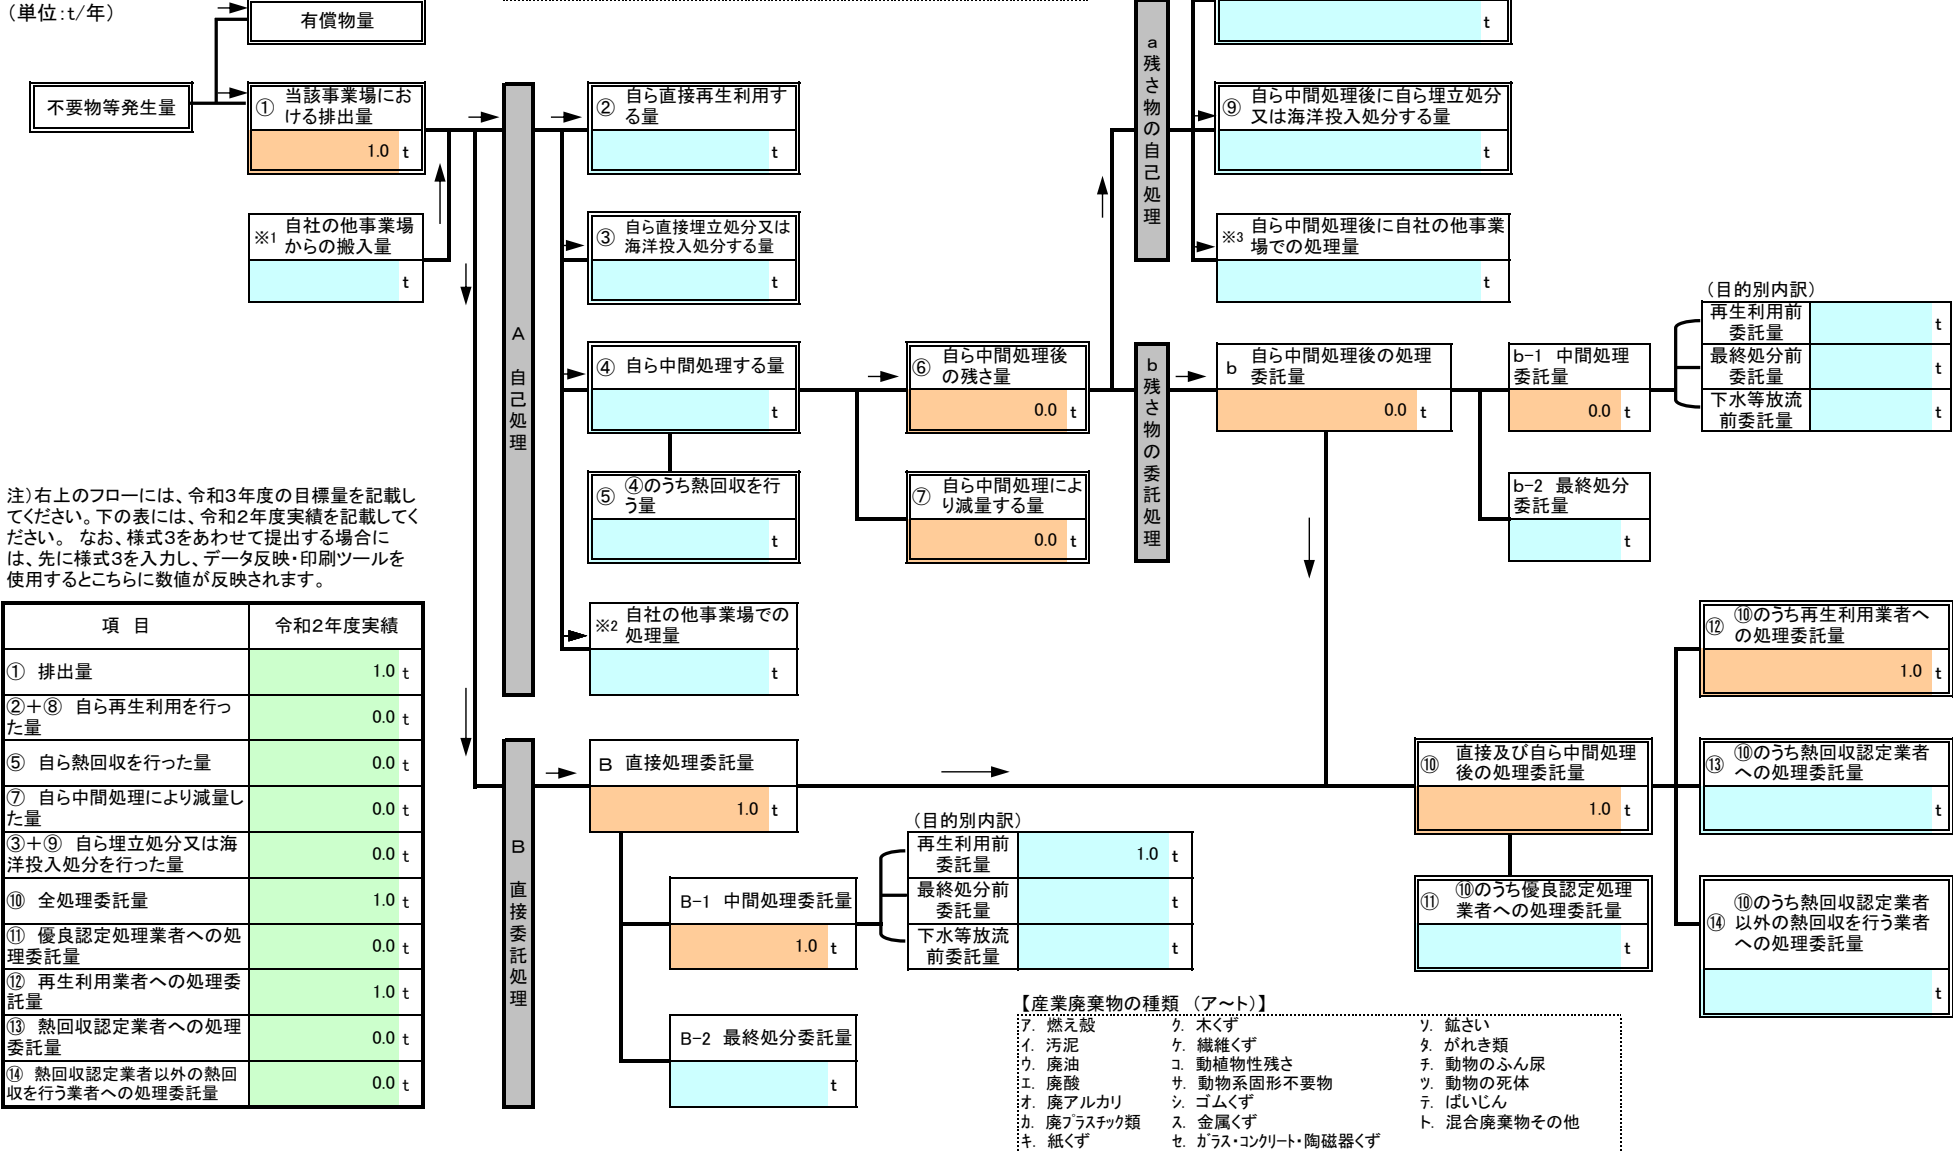 (単位:t/年)
有償物量
t
不要物等発生量
① 当該事業場にお
ける排出量
1.0 t
※1 自社の他事業場
からの搬入量
t
A 自己処理
② 自ら直接再生利用す
る量
t
③ 自ら直接埋立処分又は
海洋投入処分する量
t
④ 自ら中間処理する量
t
⑤ ④のうち熱回収を行
う量
t
※2 自社の他事業場での
処理量
t
⑥ 自ら中間処理後
の残さ量
0.0 t
⑦ 自ら中間処理によ
り減量する量
0.0 t
a残さ物の自己処理
⑨ 自ら中間処理後に自ら埋立処分
又は海洋投入処分する量
t
※3 自ら中間処理後に自社の他事業
場での処理量
t
b残さ物の委託処理
b 自ら中間処理後の処理
委託量
0.0 t
b-1 中間処理
委託量
0.0 t
b-2 最終処分
委託量
t
(目的別内訳)
再生利用前
委託量
t
最終処分前
委託量
t
下水等放流
前委託量
t
注)右上のフローには、令和3年度の目標量を記載し
てください。下の表には、令和2年度実績を記載してく
ださい。 なお、様式3をあわせて提出する場合に
は、先に様式3を入力し、データ反映・印刷ツールを
使用するとこちらに数値が反映されます。
項 目 令和2年度実績
① 排出量 1.0 t
②+⑧ 自ら再生利用を行っ
た量 0.0 t
⑤ 自ら熱回収を行った量 0.0 t
⑦ 自ら中間処理により減量し
た量 0.0 t
③+⑨ 自ら埋立処分又は海
洋投入処分を行った量 0.0 t
⑩ 全処理委託量 1.0 t
⑪ 優良認定処理業者への処
理委託量 0.0 t
⑫ 再生利用業者への処理委
託量 1.0 t
⑬ 熱回収認定業者への処理
委託量 0.0 t
⑭ 熱回収認定業者以外の熱回
収を行う業者への処理委託量 0.0 t
B 直接委託処理
B 直接処理委託量
1.0 t
B-1 中間処理委託量
1.0 t
B-2 最終処分委託量
t
(目的別内訳)
再生利用前
委託量
1.0 t
最終処分前
委託量
t
下水等放流
前委託量
t
⑩ 直接及び自ら中間処理
後の処理委託量
1.0 t
⑪ ⑩のうち優良認定処理
業者への処理委託量
t
⑫ ⑩のうち再生利用業者へ
の処理委託量
1.0 t
⑬ ⑩のうち熱回収認定業者
への処理委託量
t
⑭ ⑩のうち熱回収認定業者
以外の熱回収を行う業者
への処理委託量
t
【産業廃棄物の種類 (ア~ト)】
ア. 燃え殻 ク. 木くず ソ. 鉱さい
イ. 汚泥 ケ. 繊維くず タ. がれき類
ウ. 廃油 コ. 動植物性残さ チ. 動物のふん尿
エ. 廃酸 サ. 動物系固形不要物 ツ. 動物の死体
オ. 廃アルカリ シ. ゴムくず テ. ばいじん
カ. 廃プラスチック類 ス. 金属くず ト. 混合廃棄物その他
キ. 紙くず セ. ガラス・コンクリート・陶磁器くず